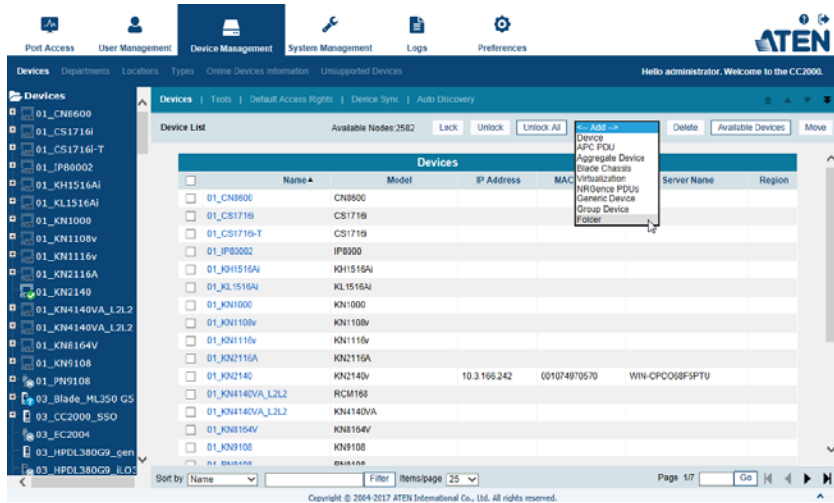 Port Access User Management Device Management System Management Logs Preferences
ATEN
Devices Departments Locations Types Online Devices Information Unsupported Devices Hello administrator. Welcome to the CC2000.
Devices
01_CN8600
01_CS1716i
01_CS1716i-T
01_IP80002
01_KH1516Ai
01_KL1516Ai
01_KN1000
01_KN1108v
01_KN1116v
01_KN2116A
01_KN2140
01_KN4140VA_L2L2
01_KN4140VA_L2L2
01_KN8164V
01_KN9108
01_PN9108
03_Blade_ML350 G5
03_CC2000_SSO
03_EC2004
03_HPDL380G9_gen
03_HPDL380G9_iLO3
Devices | Tools | Default Access Rights | Device Sync | Auto Discovery
Device List Available Nodes:2582 Lock Unlock Unlock All <-- Add --> Delete Available Devices Move
Device
APC PDU
Aggregate Device
Blade Chassis
Virtualization
NRGence PDUs
Generic Device
Group Device
Folder
Devices
Name Model IP Address MAC Server Name Region
01_CN8600 CN8600
01_CS1716i CS1716i
01_CS1716i-T CS1716i
01_IP80002 IP8000
01_KH1516Ai KH1516Ai
01_KL1516Ai KL1516Ai
01_KN1000 KN1000
01_KN1108v KN1108v
01_KN1116v KN1116v
01_KN2116A KN2116A
01_KN2140 KN2140v 10.3.166.242 001074970570 WIN-CPCO68F5PTU
01_KN4140VA_L2L2 RCM168
01_KN4140VA_L2L2 KN4140VA
01_KN8164V KN8164V
01_KN9108 KN9108
01_PN9108 PN9108
Sort by Name Filter Items/page 25 Page 1/7 Go
Copyright © 2004-2017 ATEN International Co., Ltd. All rights reserved.